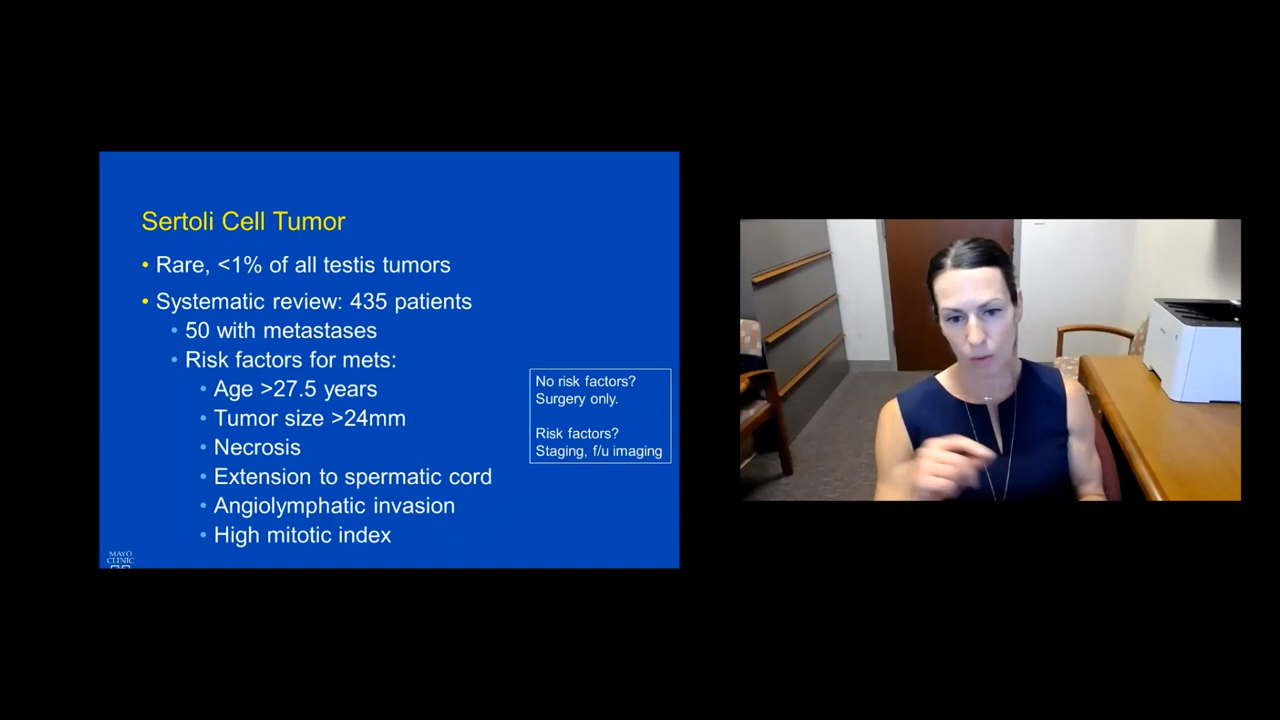 Sertoli Cell Tumor
• Rare, <1% of all testis tumors
• Systematic review: 435 patients
• 50 with metastases
• Risk factors for mets:
• Age >27.5 years
• Tumor size >24mm
• Necrosis
• Extension to spermatic cord
• Angiolymphatic invasion
• High mitotic index
No risk factors?
Surgery only.
Risk factors?
Staging, f/u imaging
MAYO
CLINIC